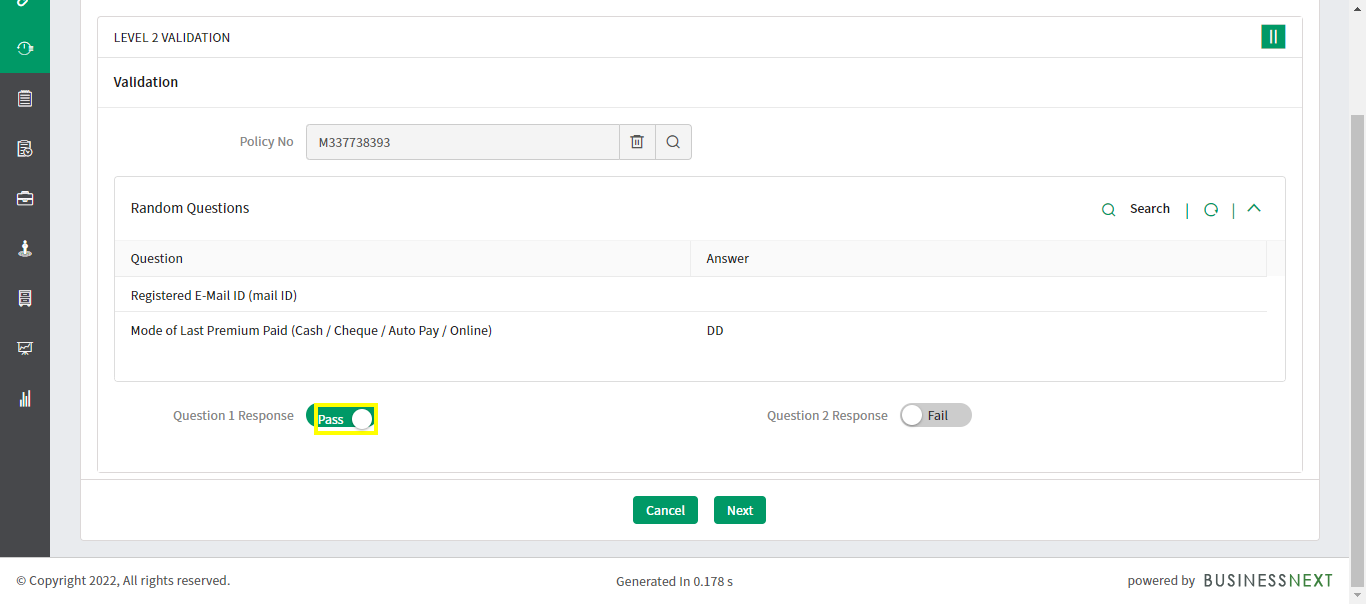 LEVEL 2 VALIDATION
Validation
Policy No M337738393
Random Questions Search
Question Answer
Registered E-Mail ID (mail ID)
Mode of Last Premium Paid (Cash / Cheque / Auto Pay / Online) DD
Question 1 Response Pass Question 2 Response Fail
Cancel Next
© Copyright 2022, All rights reserved. Generated In 0.178 s powered by BUSINESSNEXT